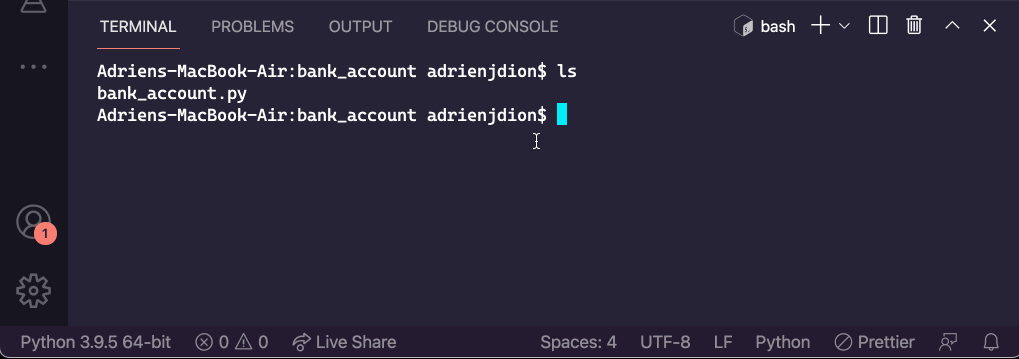 TERMINAL PROBLEMS OUTPUT DEBUG CONSOLE bash
Adriens-MacBook-Air:bank_account adrienjdion$ ls
bank_account.py
Adriens-MacBook-Air:bank_account adrienjdion$
1
Python 3.9.5 64-bit 0 0 Live Share Spaces: 4 UTF-8 LF Python Prettier